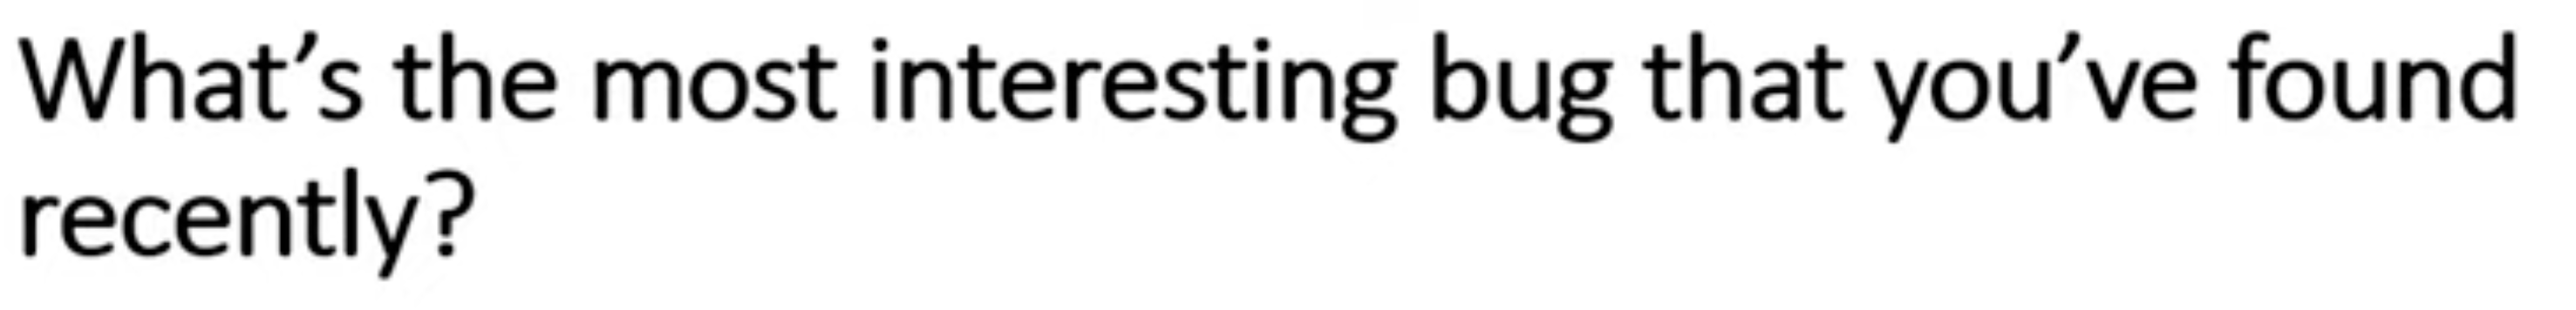 What’s the most interesting bug that you’ve found
recently?